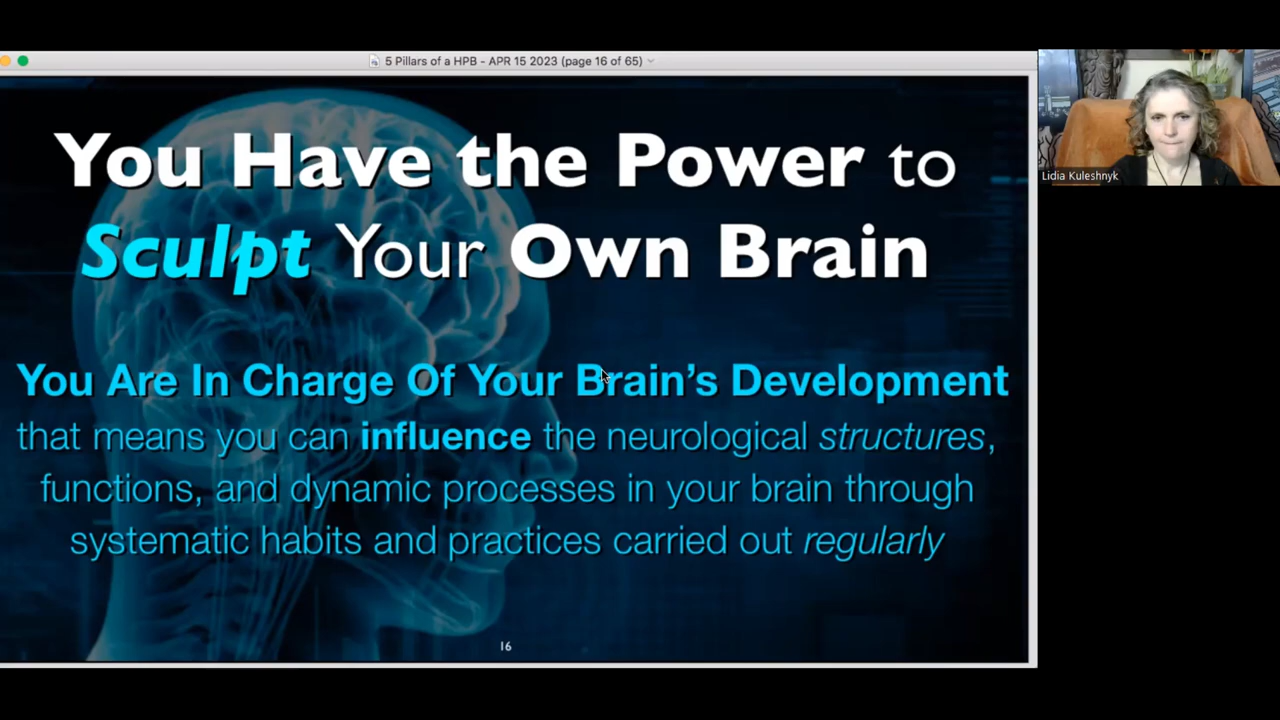 5 Pillars of a HPB - APR 15 2023 (page 16 of 65)
You Have the Power to
Sculpt Your Own Brain
You Are In Charge Of Your Brain's Development
that means you can influence the neurological structures,
functions, and dynamic processes in your brain through
systematic habits and practices carried out regularly
16
Lidia Kuleshnyk